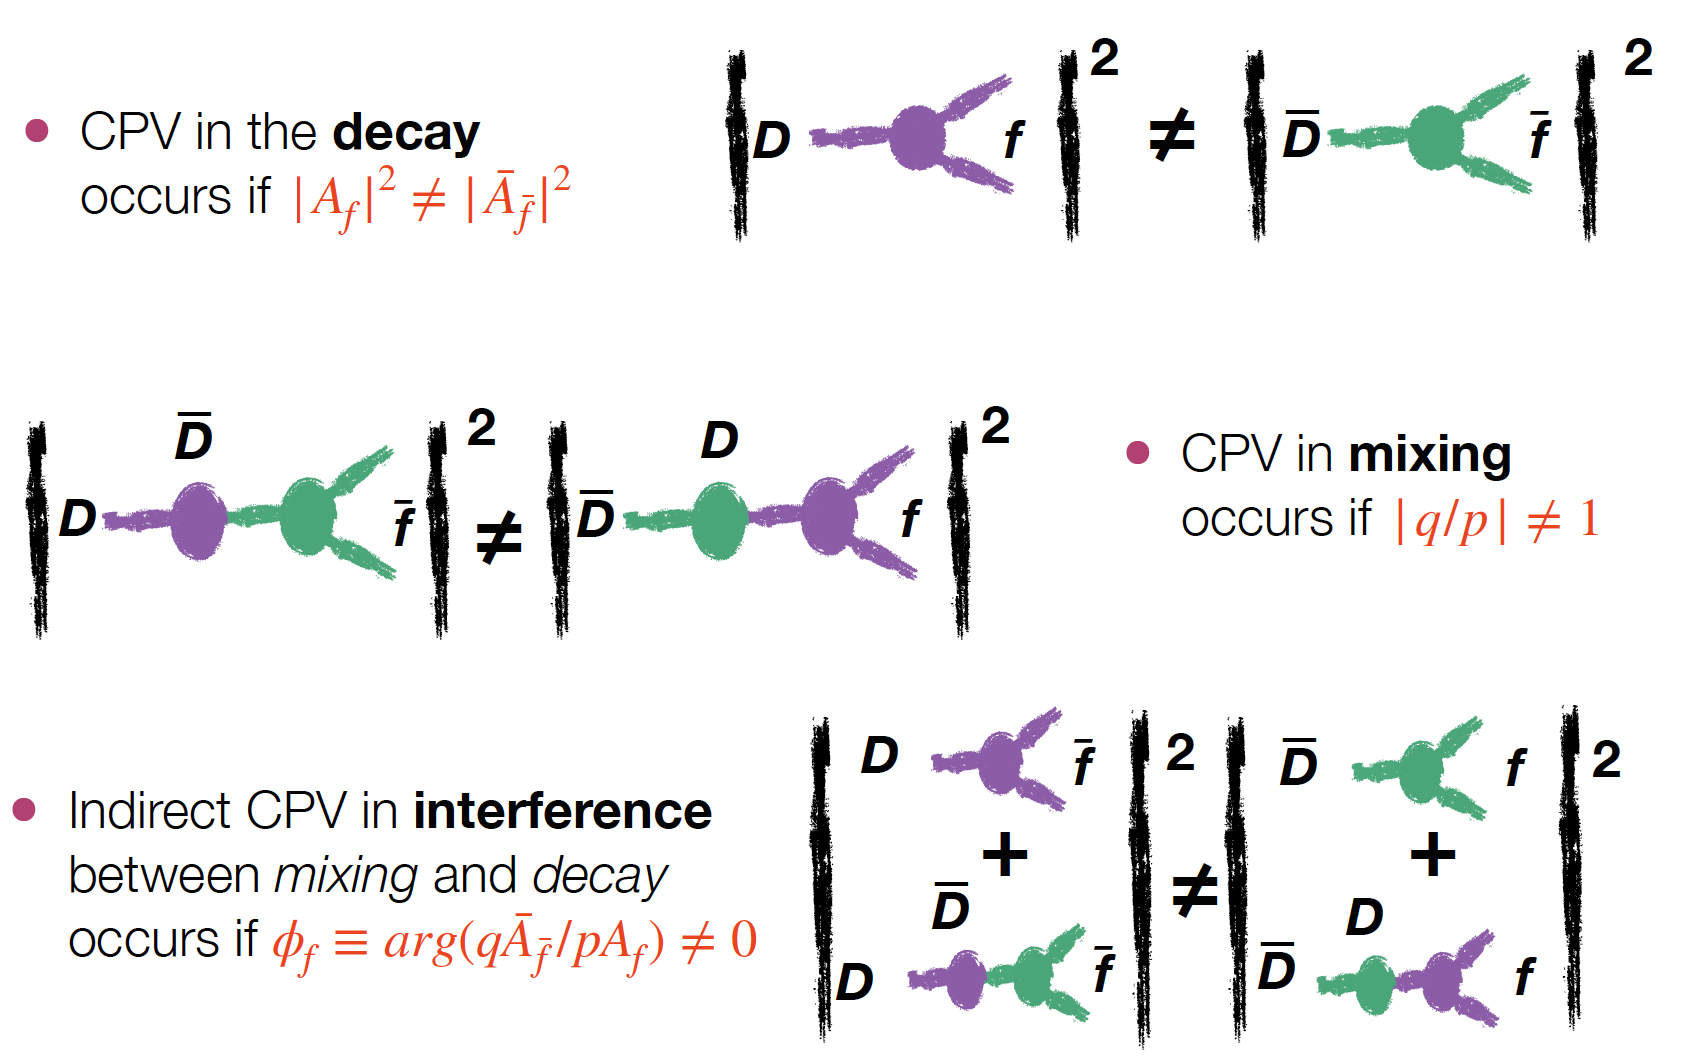 CPV in the decay
occurs if |A_f|² ≠ |Ā_f̄|²
| D f |² ≠ | D̄ f̄ |²
| D D̄ f̄ |² ≠ | D̄ D f |²
CPV in mixing
occurs if |q/p| ≠ 1
Indirect CPV in interference
between mixing and decay
occurs if ϕ_f ≡ arg(qĀ_f̄/pA_f) ≠ 0
| D f̄ + D D̄ f̄ |² ≠ | D̄ f + D̄ D f |²